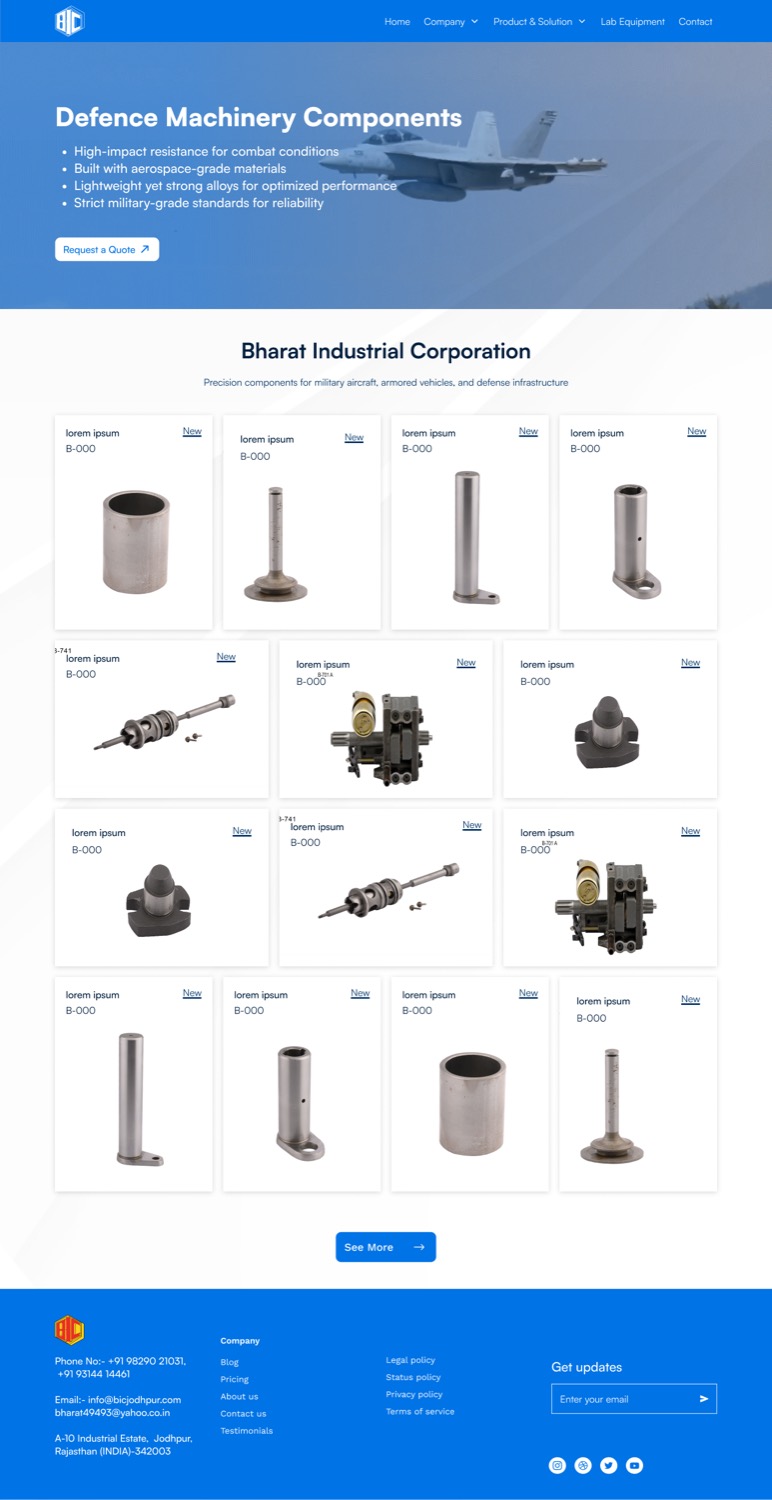 BIC
Home Company Product & Solution Lab Equipment Contact
Defence Machinery Components
• High-impact resistance for combat conditions
• Built with aerospace-grade materials
• Lightweight yet strong alloys for optimized performance
• Strict military-grade standards for reliability
Request a Quote
Bharat Industrial Corporation
Precision components for military aircraft, armored vehicles, and defense infrastructure
lorem ipsum New
B-000
lorem ipsum New
B-000
lorem ipsum New
B-000
lorem ipsum New
B-000
B-741
lorem ipsum New
B-000
lorem ipsum New
B-000
B-701 A
lorem ipsum New
B-000
lorem ipsum New
B-000
B-741
lorem ipsum New
B-000
lorem ipsum New
B-000
B-701 A
lorem ipsum New
B-000
lorem ipsum New
B-000
lorem ipsum New
B-000
lorem ipsum New
B-000
See More
BIC
Phone No:- +91 98290 21031,
+91 93144 14461
Email:- info@bicjodhpur.com
bharat49493@yahoo.co.in
A-10 Industrial Estate, Jodhpur,
Rajasthan (INDIA)-342003
Company
Blog
Pricing
About us
Contact us
Testimonials
Legal policy
Status policy
Privacy policy
Terms of service
Get updates
Enter your email